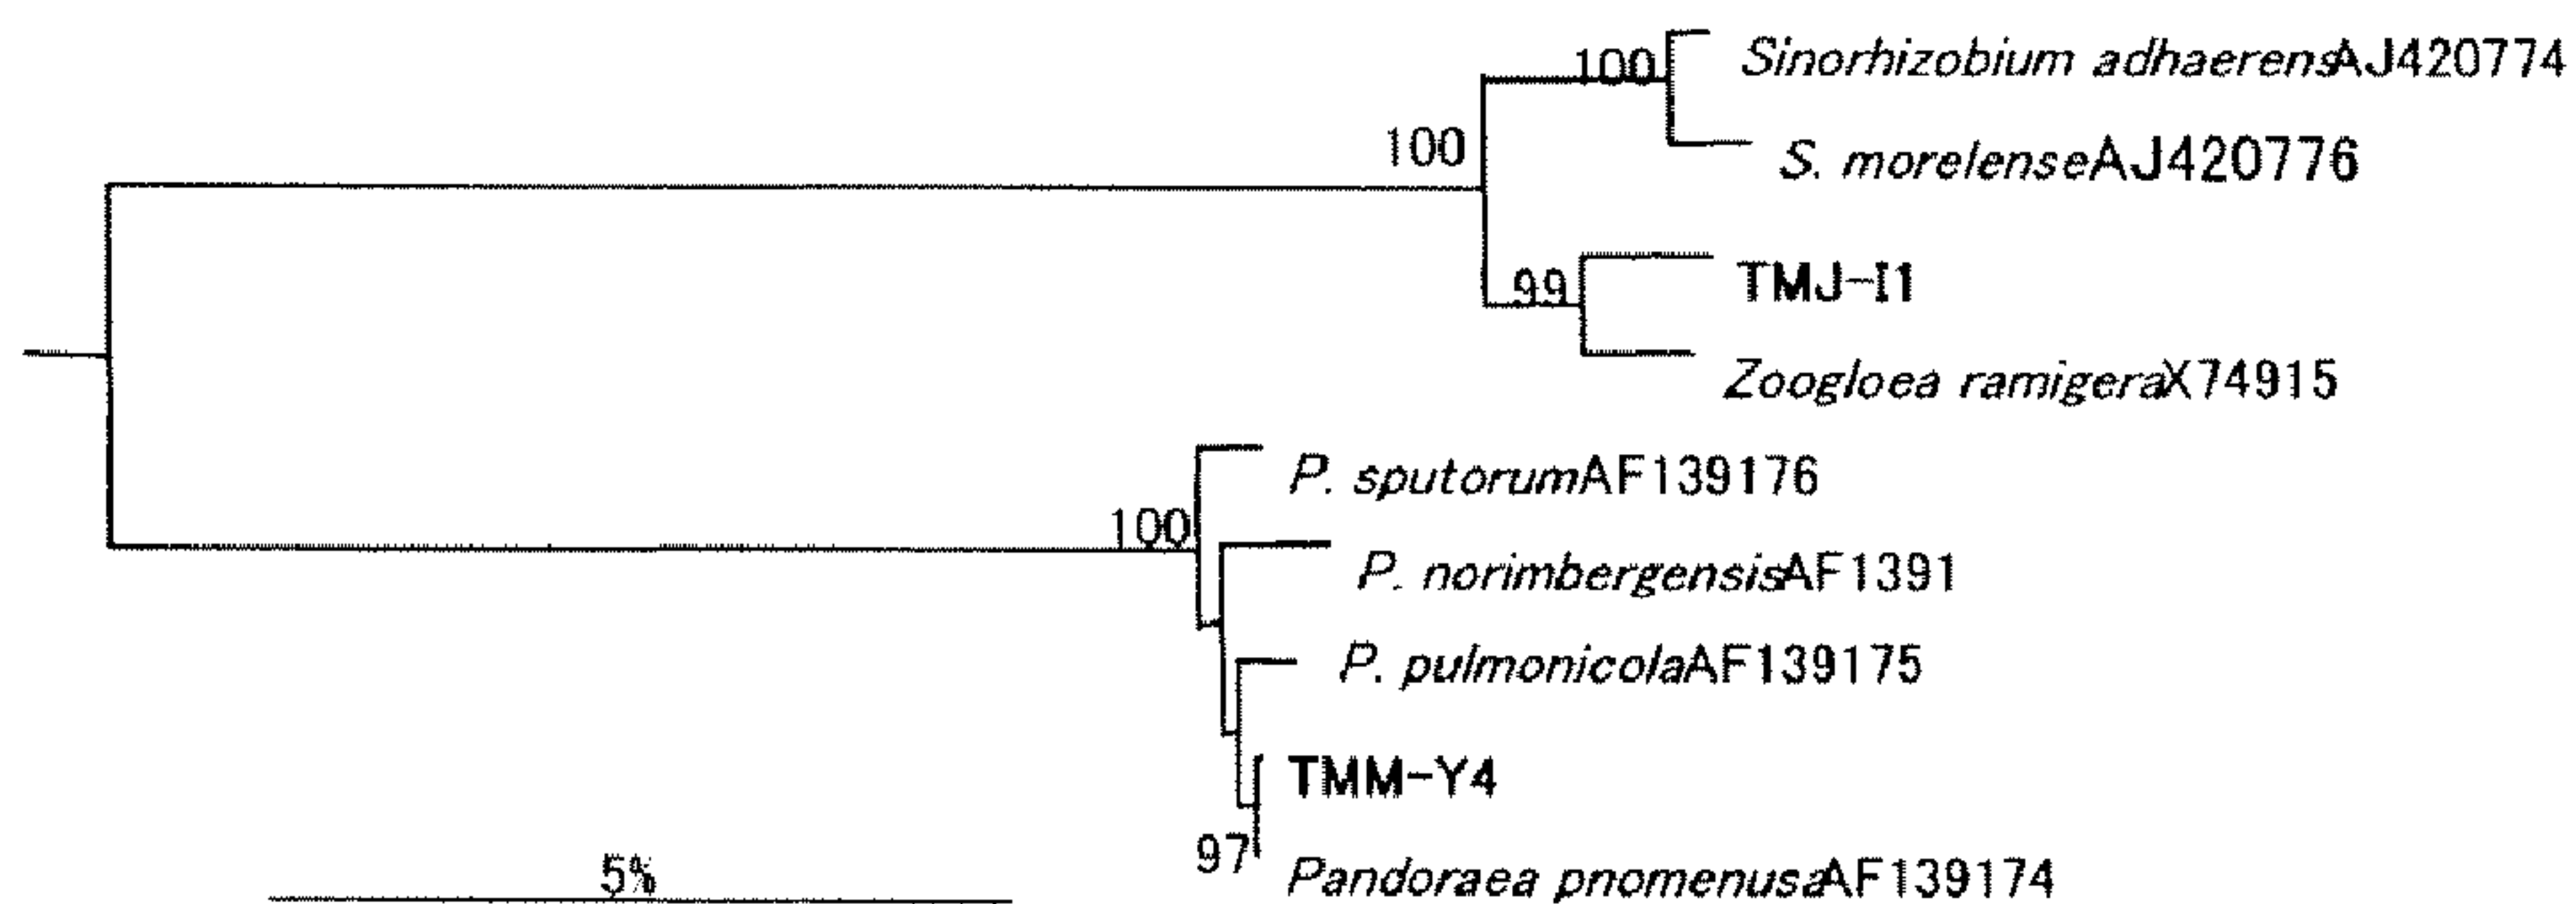 100
Sinorhizobium adhaerensAJ420774
100
S. morelenseAJ420776
99
TMJ-I1
Zoogloea ramigeraX74915
P. sputorumAF139176
100
P. norimbergensisAF1391
P. pulmonicolaAF139175
TMM-Y4
97
Pandoraea pnomenusaAF139174
5%